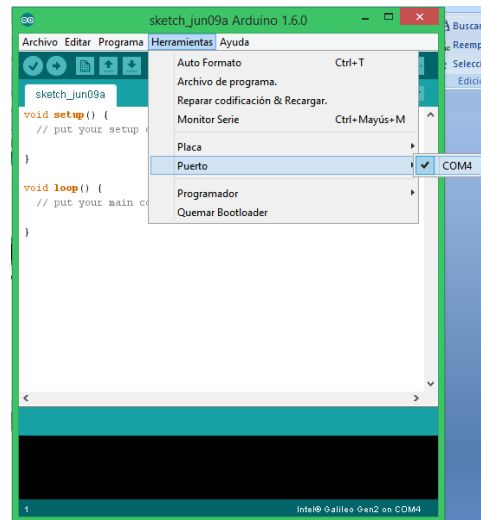 sketch_jun09a Arduino 1.6.0
Archivo Editar Programa Herramientas Ayuda
sketch_jun09a
void setup() {
// put your setup
}
void loop() {
// put your main
}
Auto Formato Ctrl+T
Archivo de programa.
Reparar codificación & Recargar.
Monitor Serie Ctrl+Mayús+M
Placa
Puerto
COM4
Programador
Quemar Bootloader
1 Intel® Galileo Gen2 on COM4
Buscar
Reemp
Selecci
Edici